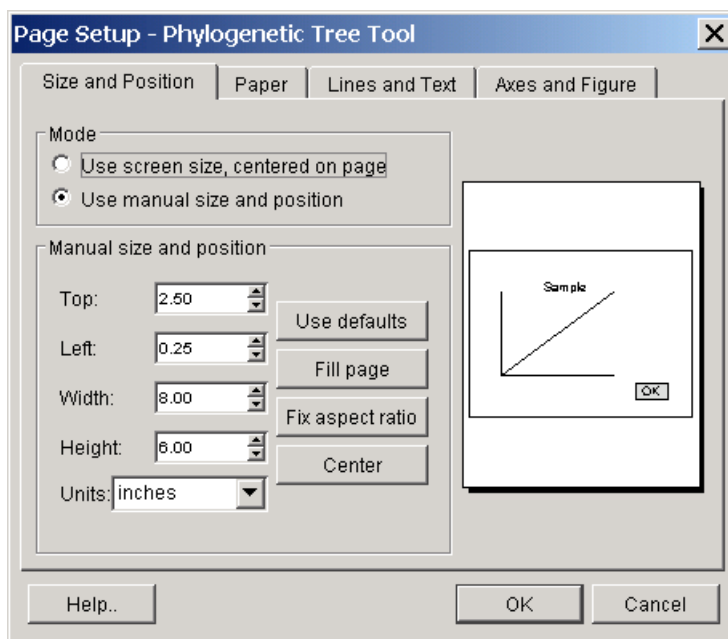 Page Setup - Phylogenetic Tree Tool
Size and Position
Paper
Lines and Text
Axes and Figure
Mode
Use screen size, centered on page
Use manual size and position
Manual size and position
Top:
2.50
Left:
0.25
Width:
8.00
Height:
6.00
Units:
inches
Use defaults
Fill page
Fix aspect ratio
Center
Sample
OK
Help..
OK
Cancel